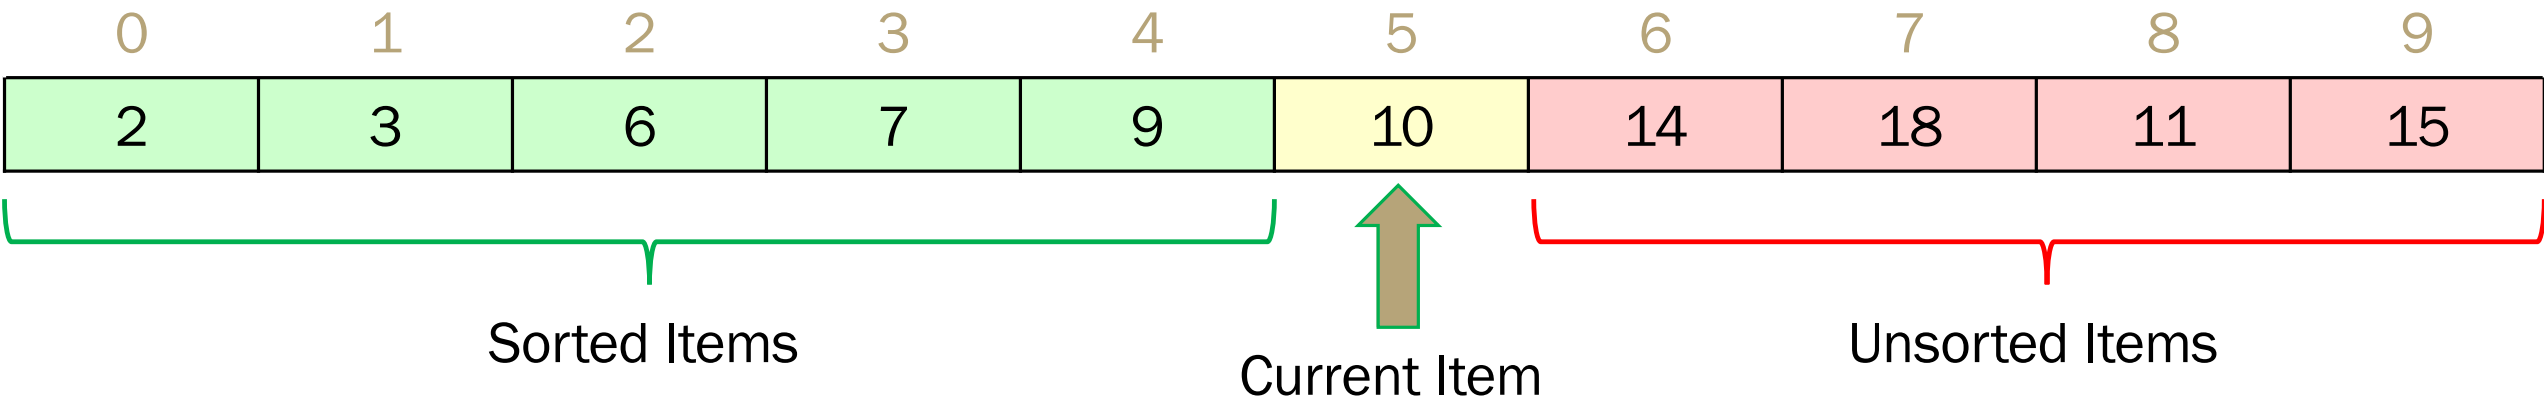 0 1 2 3 4 5 6 7 8 9
2 3 6 7 9 10 14 18 11 15
Sorted Items
Current Item
Unsorted Items